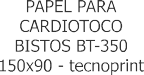 PAPEL PARA
CARDIOTOCO
BISTOS BT-350
150x90 - tecnoprint